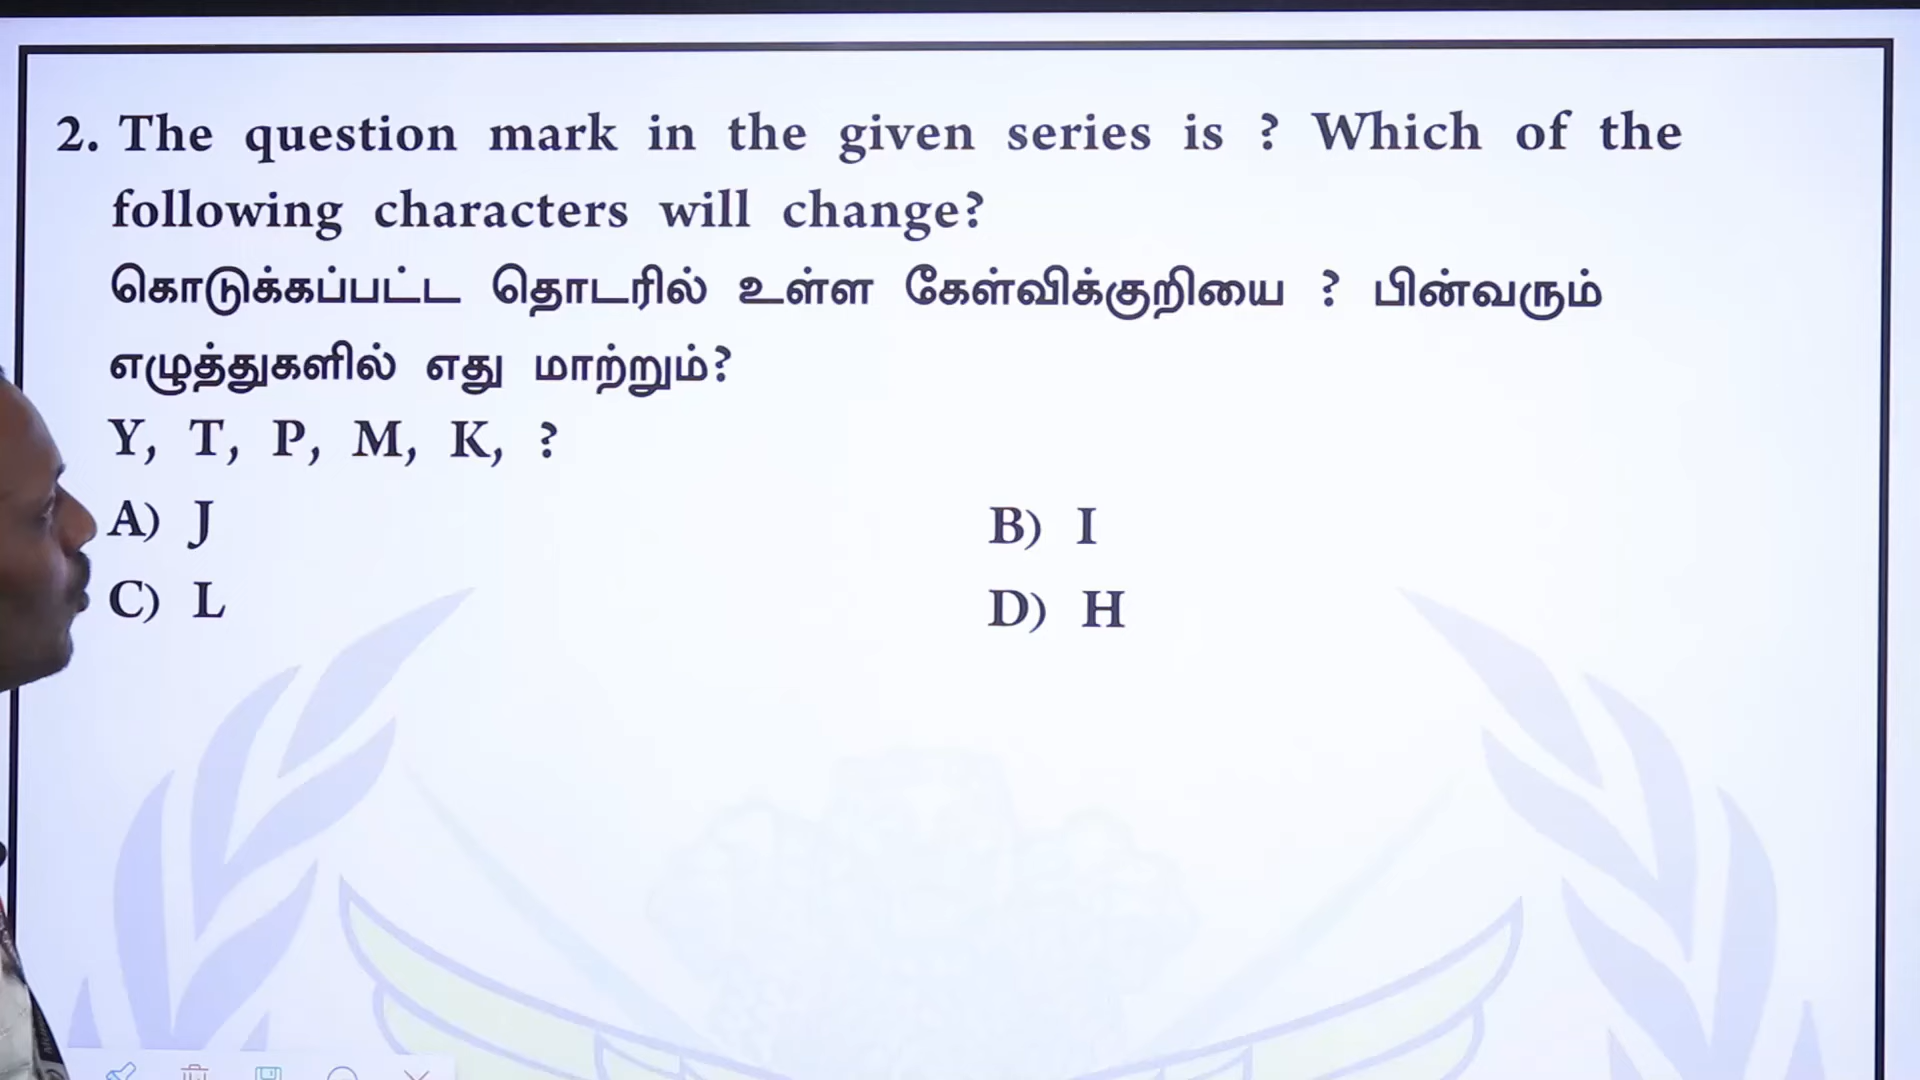 2. The question mark in the given series is ? Which of the
following characters will change?
கொடுக்கப்பட்ட தொடரில் உள்ள கேள்விக்குறியை ? பின்வரும்
எழுத்துகளில் எது மாற்றும்?
Y, T, P, M, K, ?
A) J
B) I
C) L
D) H